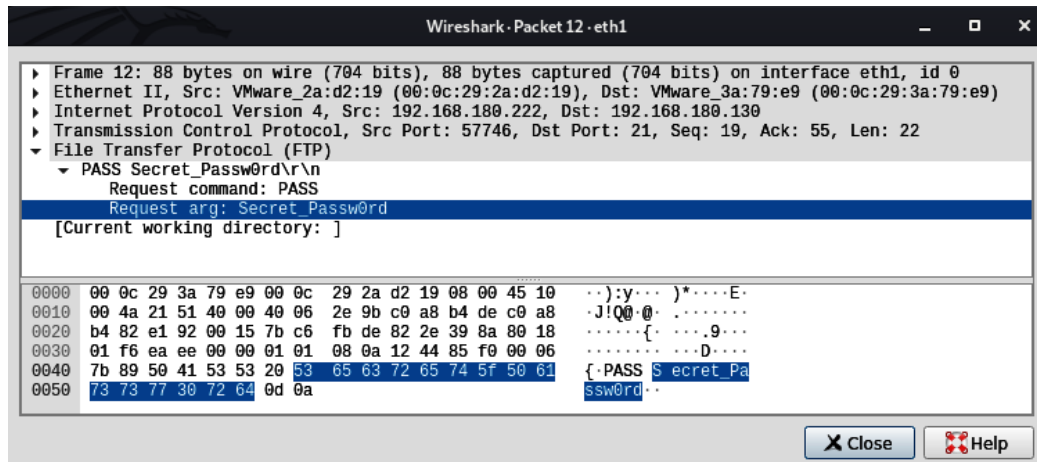 Wireshark · Packet 12 · eth1
Frame 12: 88 bytes on wire (704 bits), 88 bytes captured (704 bits) on interface eth1, id 0
Ethernet II, Src: VMware_2a:d2:19 (00:0c:29:2a:d2:19), Dst: VMware_3a:79:e9 (00:0c:29:3a:79:e9)
Internet Protocol Version 4, Src: 192.168.180.222, Dst: 192.168.180.130
Transmission Control Protocol, Src Port: 57746, Dst Port: 21, Seq: 19, Ack: 55, Len: 22
File Transfer Protocol (FTP)
PASS Secret_Passw0rd\r\n
Request command: PASS
Request arg: Secret_Passw0rd
[Current working directory: ]
0000 00 0c 29 3a 79 e9 00 0c 29 2a d2 19 08 00 45 10 ··):y··· )*····E·
0010 00 4a 21 51 40 00 40 06 2e 9b c0 a8 b4 de c0 a8 ·J!Q@·@· .·······
0020 b4 82 e1 92 00 15 7b c6 fb de 82 2e 39 8a 80 18 ······{· ···.9···
0030 01 f6 ea ee 00 00 01 01 08 0a 12 44 85 f0 00 06 ········ ···D····
0040 7b 89 50 41 53 53 20 53 65 63 72 65 74 5f 50 61 {·PASS S ecret_Pa
0050 73 73 77 30 72 64 0d 0a ssw0rd··
Close Help